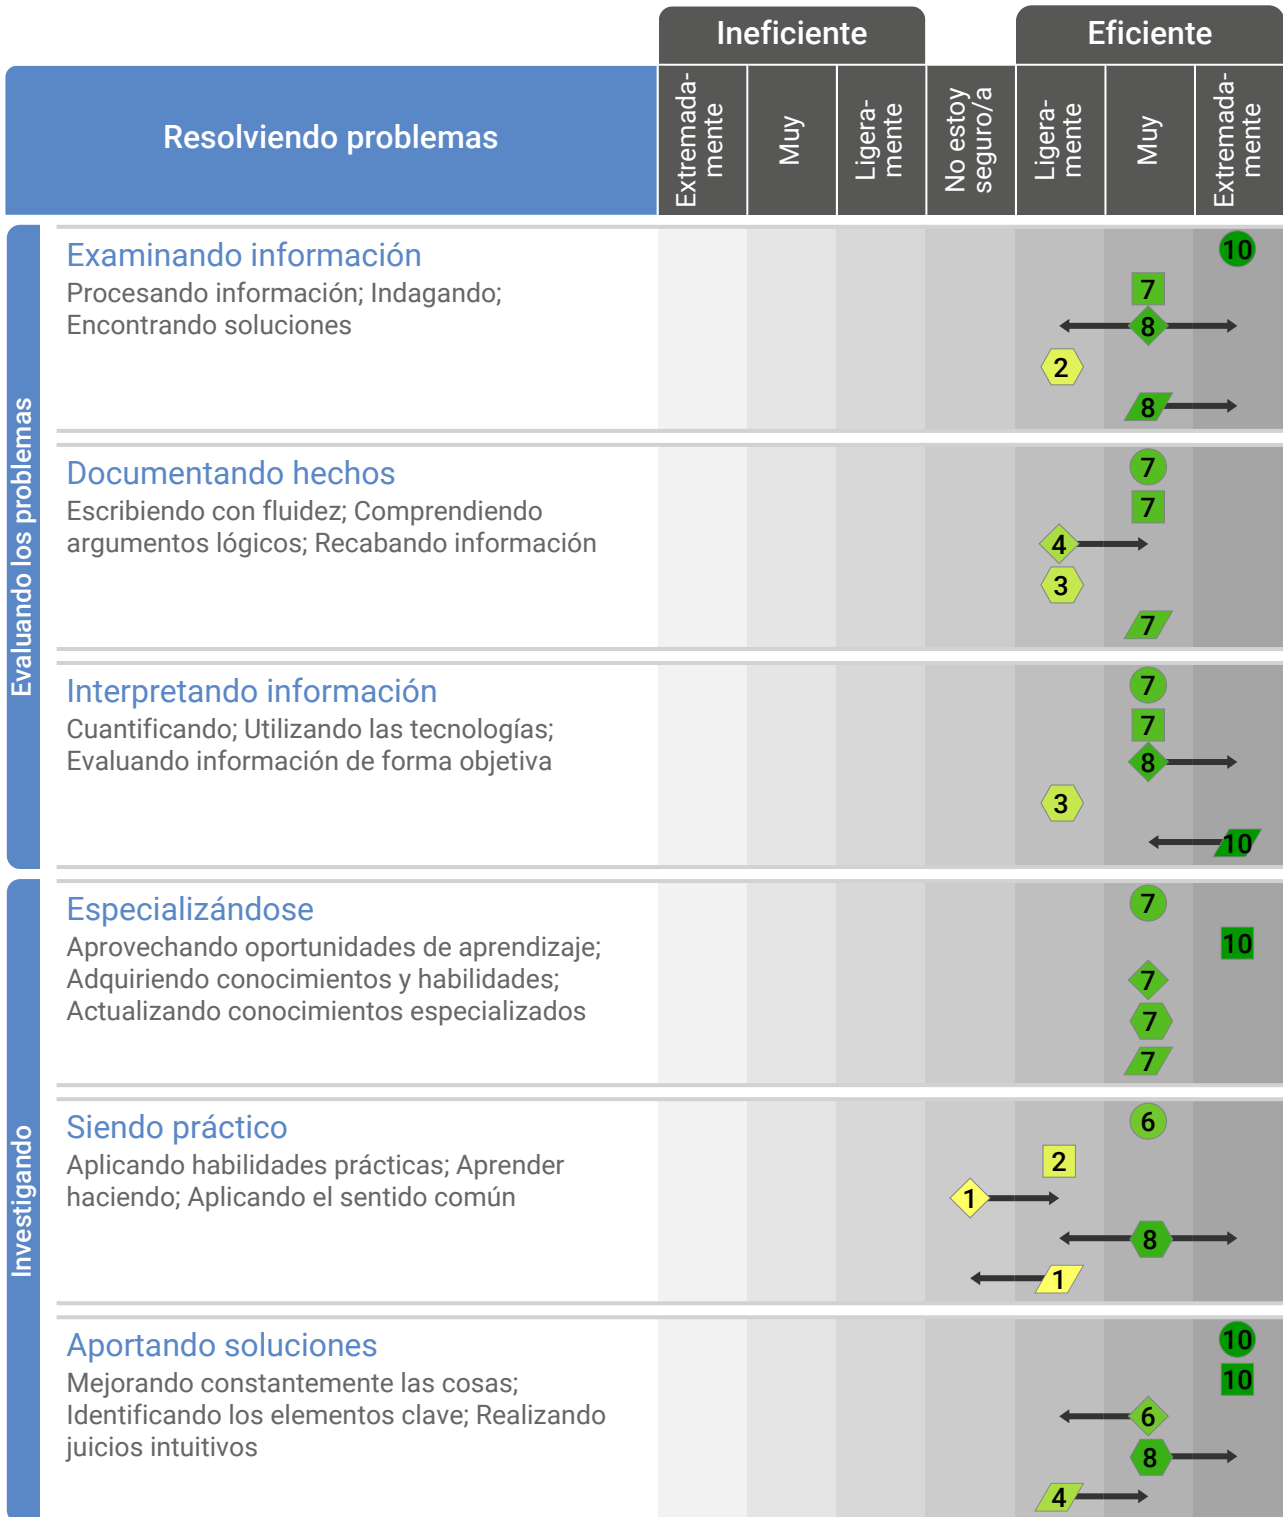 Ineficiente
Eficiente
Resolviendo problemas
Extremada-
mente
Muy
Ligera-
mente
No estoy
seguro/a
Ligera-
mente
Muy
Extremada-
mente
Evaluando los problemas
Examinando información
Procesando información; Indagando;
Encontrando soluciones
10
7
8
2
8
Documentando hechos
Escribiendo con fluidez; Comprendiendo
argumentos lógicos; Recabando información
7
7
4
3
7
Interpretando información
Cuantificando; Utilizando las tecnologías;
Evaluando información de forma objetiva
7
7
8
3
10
Investigando
Especializándose
Aprovechando oportunidades de aprendizaje;
Adquiriendo conocimientos y habilidades;
Actualizando conocimientos especializados
7
10
7
7
7
Siendo práctico
Aplicando habilidades prácticas; Aprender
haciendo; Aplicando el sentido común
6
2
1
8
1
Aportando soluciones
Mejorando constantemente las cosas;
Identificando los elementos clave; Realizando
juicios intuitivos
10
10
6
8
4